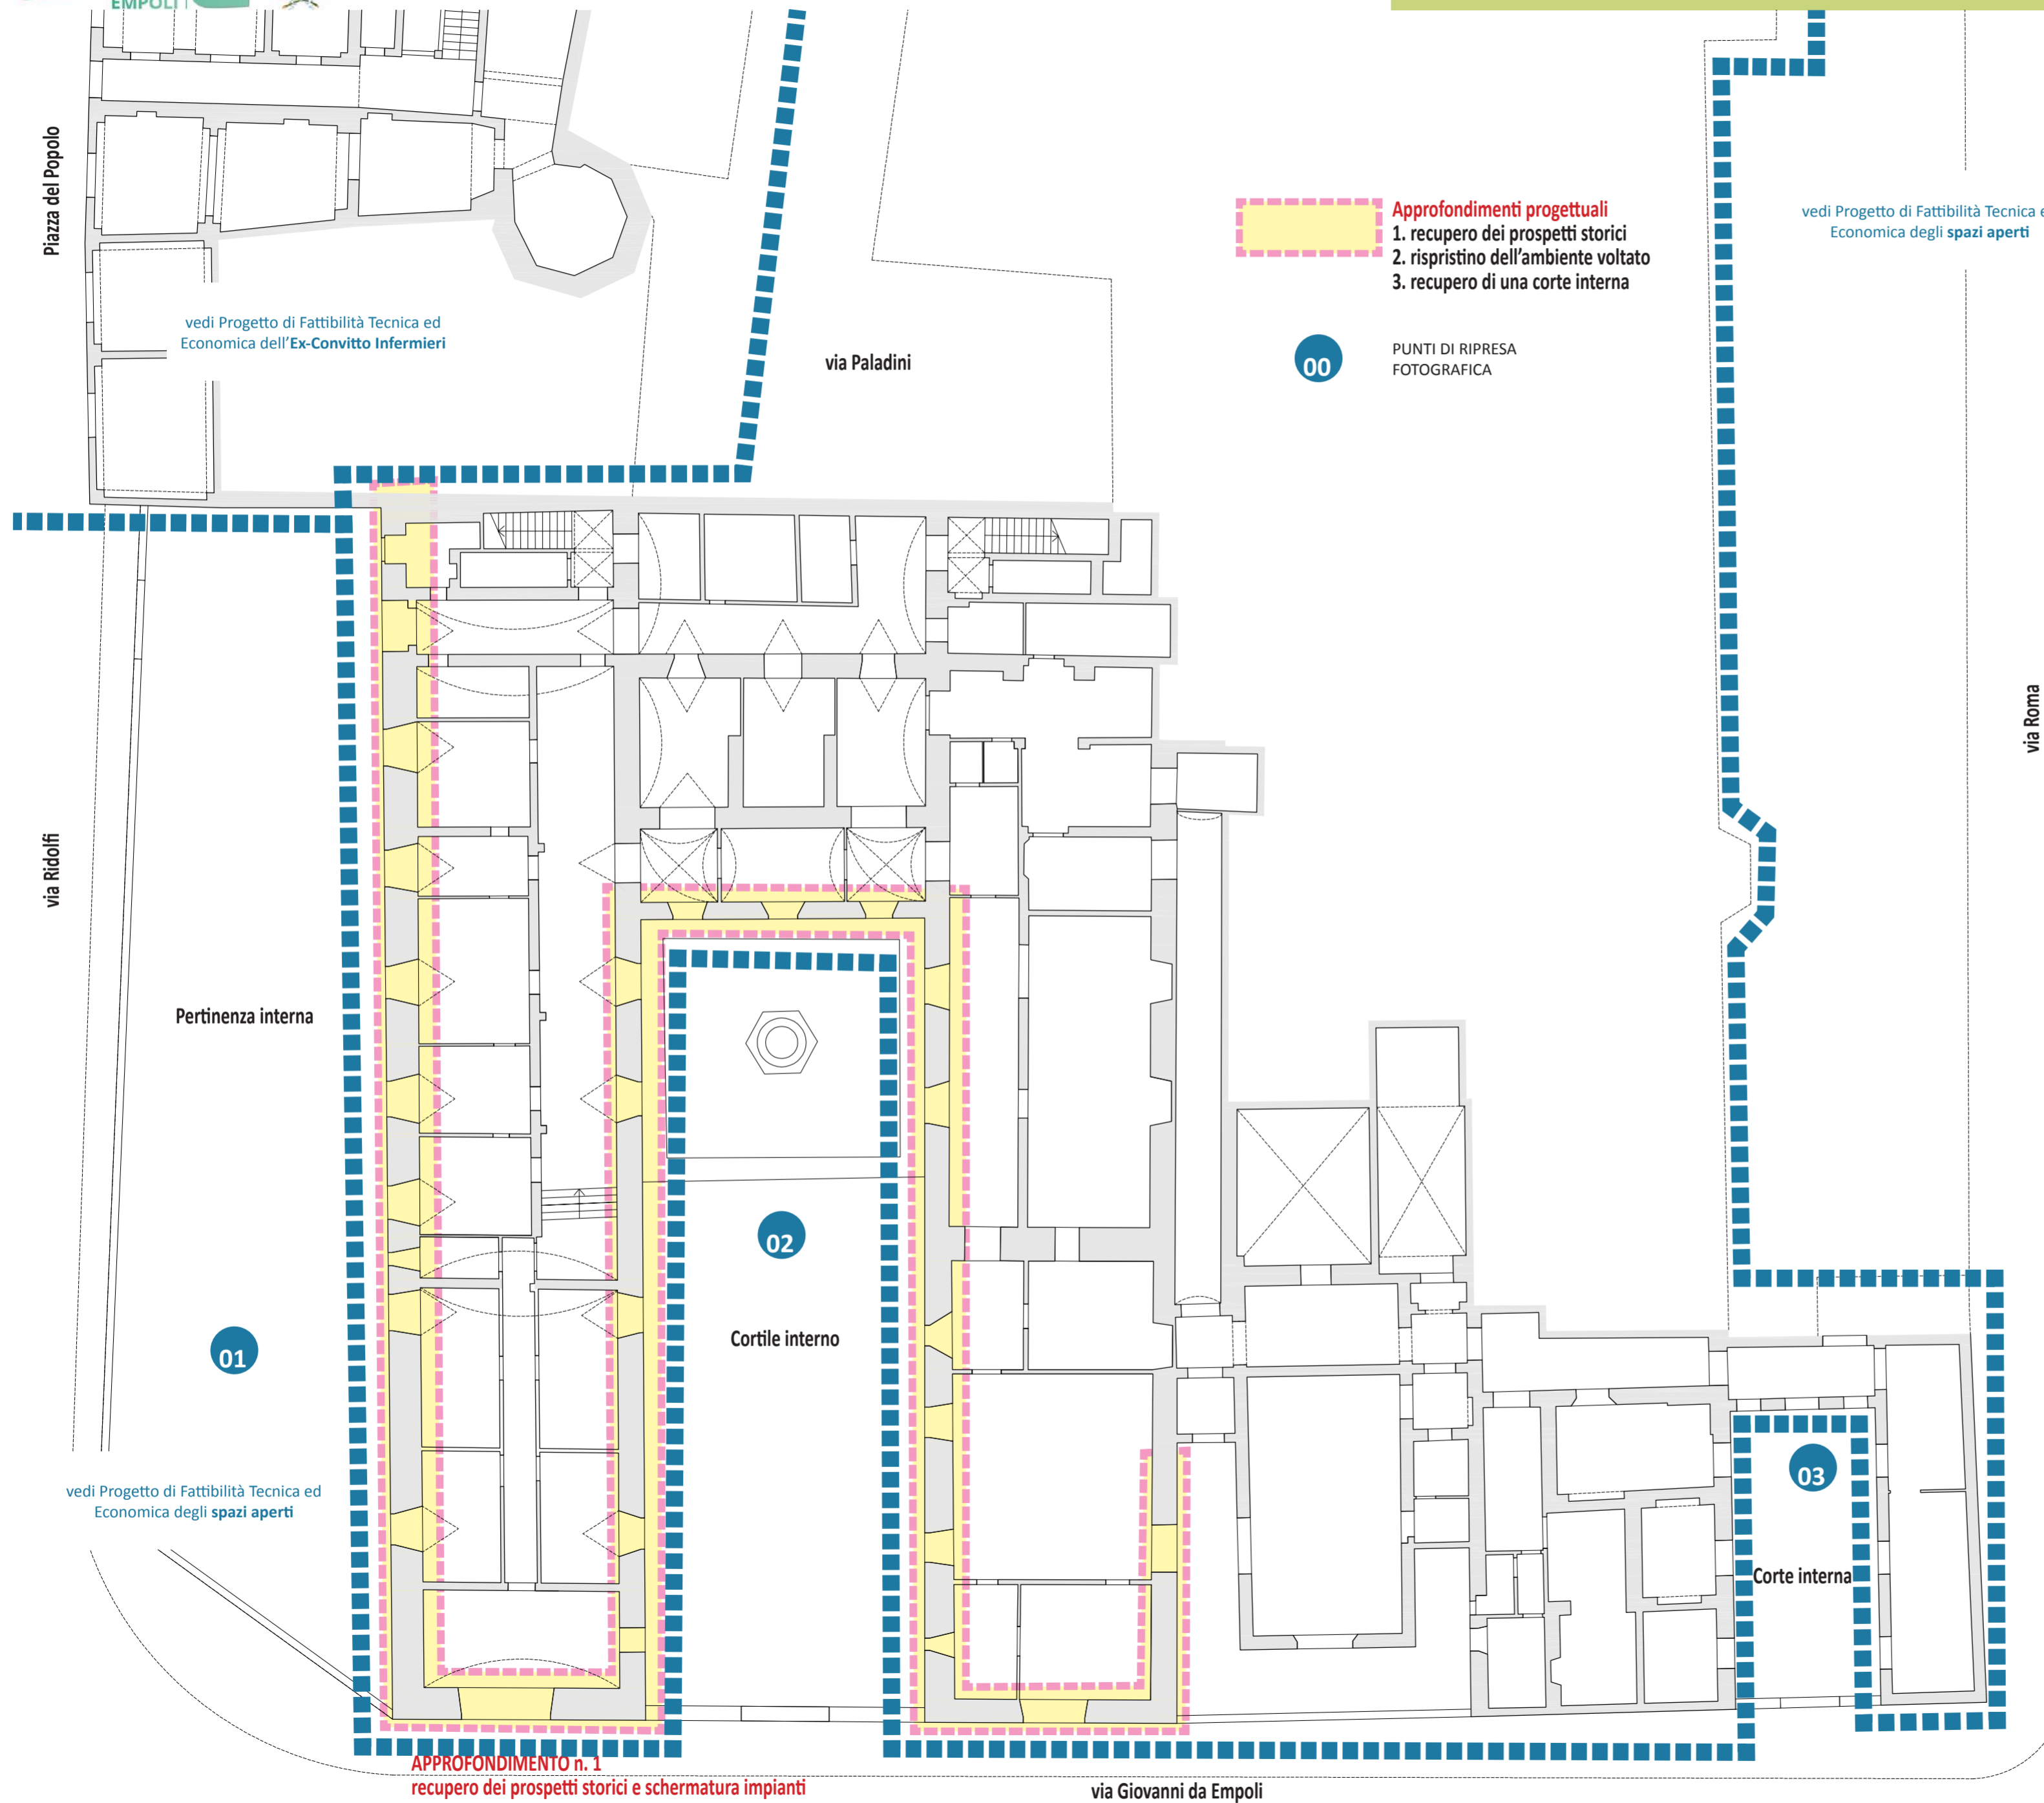 EMPOLI
Piazza del Popolo
Approfondimenti progettuali
1. recupero dei prospetti storici
2. rispristino dell'ambiente voltato
3. recupero di una corte interna
vedi Progetto di Fattibilità Tecnica e
Economica degli spazi aperti
vedi Progetto di Fattibilità Tecnica ed
Economica dell'Ex-Convitto Infermieri
via Paladini
00
PUNTI DI RIPRESA
FOTOGRAFICA
via Roma
via Ridolfi
Pertinenza interna
02
Cortile interno
01
03
vedi Progetto di Fattibilità Tecnica ed
Economica degli spazi aperti
Corte interna
APPROFONDIMENTO n. 1
recupero dei prospetti storici e schermatura impianti
via Giovanni da Empoli